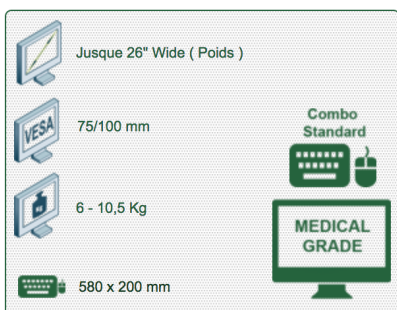 Jusque 26" Wide ( Poids )
VESA
75/100 mm
6 - 10,5 Kg
580 x 200 mm
Combo
Standard
MEDICAL
GRADE